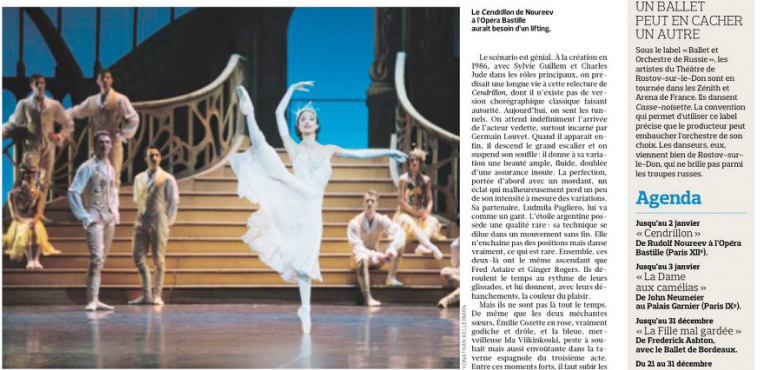 Le Cendrillon de Noureev
à l'Opéra Bastille
aurait besoin d'un lifting.
Le scénario est génial. À la création en
1986, avec Sylvie Guillem et Charles
Jude dans les rôles principaux, on pré-
disait une longue vie à cette relecture de
Cendrillon, dont il n'existe pas de ver-
sion chorégraphique classique faisant
autorité. Aujourd'hui, on sent les tun-
nels. On attend indéfiniment l'arrivée
de l'acteur vedette, surtout incarné par
Germain Louvet. Quand il apparaît en-
fin, il descend le grand escalier et on
suspend son souffle : il donne à sa varia-
tion une beauté ample, fluide, doublée
d'une assurance inouïe. La perfection,
portée d'abord avec un mordant, un
éclat qui malheureusement perd un peu
de son intensité à mesure des variations.
Sa partenaire, Ludmila Pagliero, lui va
comme un gant. L'étoile argentine pos-
sède une qualité rare : sa technique se
dilue dans un mouvement sans fin. Elle
n'enchaîne pas des positions mais danse
vraiment, ce qui est rare. Ensemble, ces
deux-là ont le même ascendant que
Fred Astaire et Ginger Rogers. Ils dé-
roulent le temps au rythme de leurs
glissades, et lui donnent, avec leurs dé-
hanchements, la couleur du plaisir.
Mais ils ne sont pas là tout le temps.
De même que les deux méchantes
sœurs, Émilie Cozette en rose, vraiment
godiche et drôle, et la bleue, mer-
veilleuse Ida Viikinkoski, peste à sou-
hait mais aussi envoûtante dans la ta-
verne espagnole du troisième acte.
Entre ces moments forts, il faut subir les
YONATHAN KELLERMAN
UN BALLET
PEUT EN CACHER
UN AUTRE
Sous le label « Ballet et
Orchestre de Russie », les
artistes du Théâtre de
Rostov-sur-le-Don sont en
tournée dans les Zénith et
Arena de France. Ils dansent
Casse-noisette. La convention
qui permet d'utiliser ce label
précise que le producteur peut
embaucher l'orchestre de son
choix. Les danseurs, eux,
viennent bien de Rostov-sur-
le-Don, qui ne brille pas parmi
les troupes russes.
Agenda
Jusqu'au 2 janvier
« Cendrillon »
De Rudolf Noureev à l'Opéra
Bastille (Paris XIIe).
Jusqu'au 3 janvier
« La Dame
aux camélias »
De John Neumeier
au Palais Garnier (Paris IXe).
Jusqu'au 31 décembre
« La Fille mal gardée »
De Frederick Ashton,
avec le Ballet de Bordeaux.
Du 21 au 31 décembre